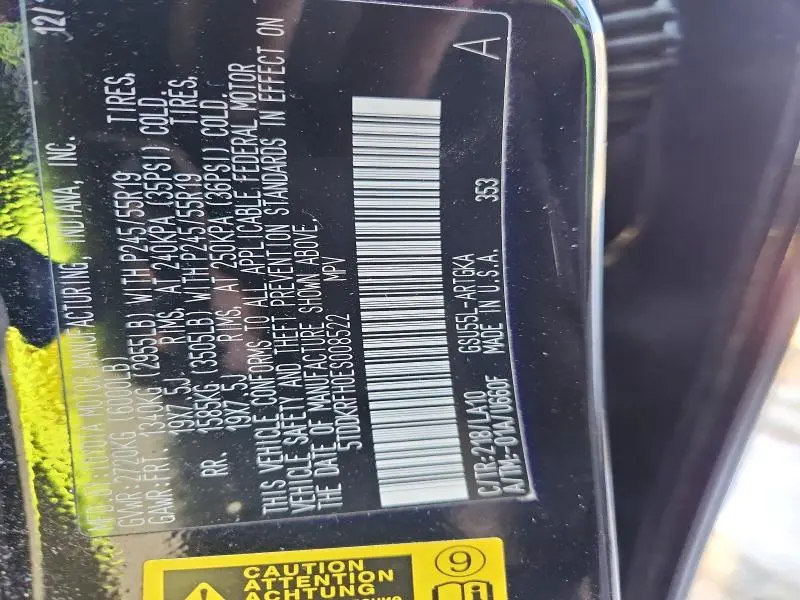 12/
MFD. BY: TOYOTA MOTOR MANUFACTURING, INDIANA, INC.
GVWR: 2720KG (6000LB)
GAWR: FRT. 1340KG (2955LB) WITH P245/55R19 TIRES,
19X7.5J RIMS, AT 240KPA (35PSI) COLD.
RR. 1585KG (3505LB) WITH P245/55R19 TIRES,
19X7.5J RIMS, AT 250KPA (36PSI) COLD.
THIS VEHICLE CONFORMS TO ALL APPLICABLE FEDERAL MOTOR
VEHICLE SAFETY AND THEFT PREVENTION STANDARDS IN EFFECT ON
THE DATE OF MANUFACTURE SHOWN ABOVE.
5TDDKRFH0ES008522 MPV
C/TR: 218/LA10 GSU55L-ARTGKA 353 A
A/TM:-01A/U660F MADE IN U.S.A.
CAUTION
ATTENTION
ACHTUNG
9